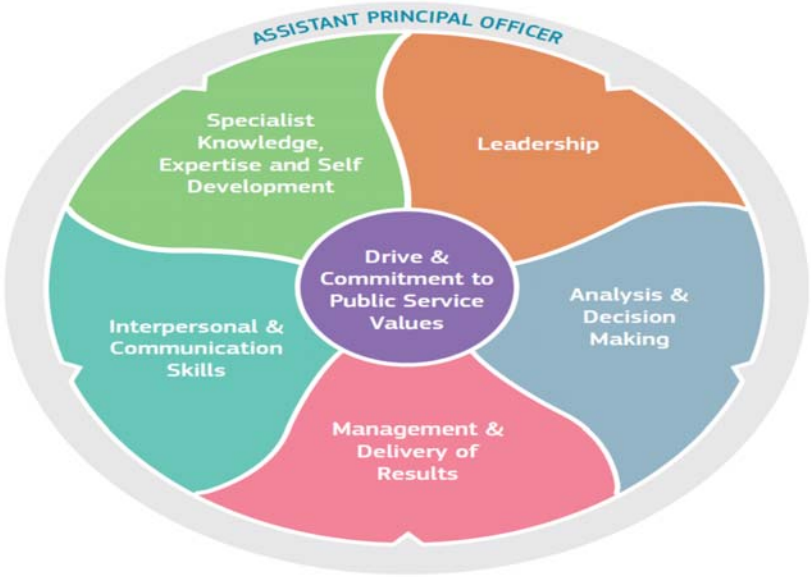 ASSISTANT PRINCIPAL OFFICER
Specialist
Knowledge,
Expertise and Self
Development
Leadership
Drive &
Commitment to
Public Service
Values
Analysis &
Decision
Making
Interpersonal &
Communication
Skills
Management &
Delivery of
Results